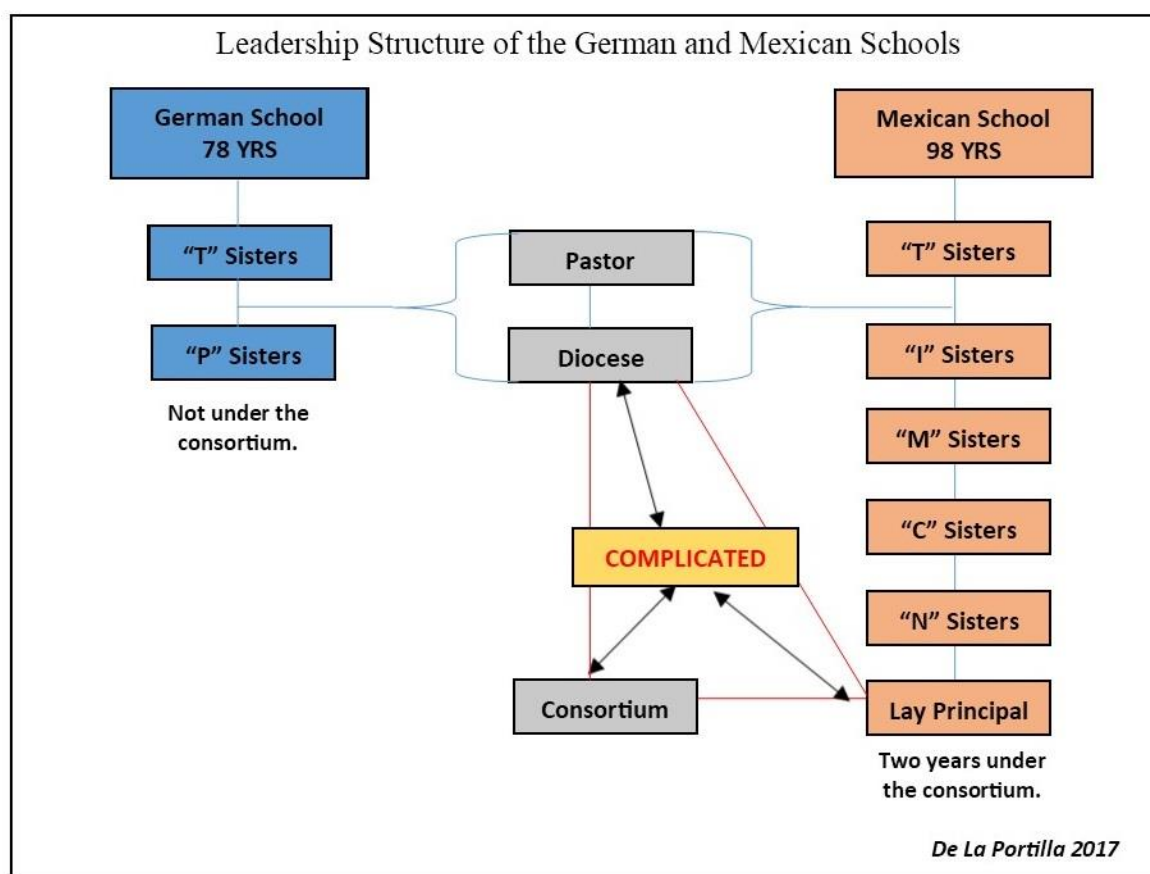 Leadership Structure of the German and Mexican Schools
German School
78 YRS
“T” Sisters
“P” Sisters
Not under the
consortium.
Pastor
Diocese
COMPLICATED
Consortium
Mexican School
98 YRS
“T” Sisters
“I” Sisters
“M” Sisters
“C” Sisters
“N” Sisters
Lay Principal
Two years under
the consortium.
De La Portilla 2017